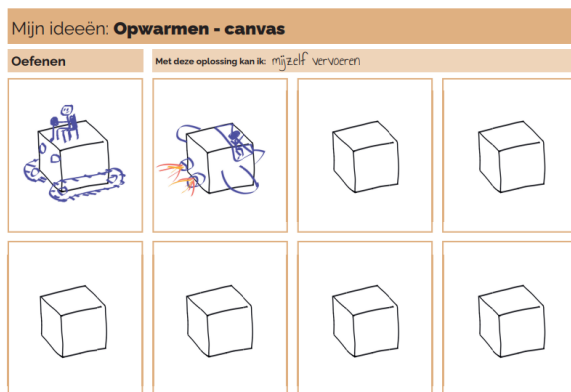 Mijn ideeën: Opwarmen - canvas
Oefenen
Met deze oplossing kan ik: mijzelf vervoeren